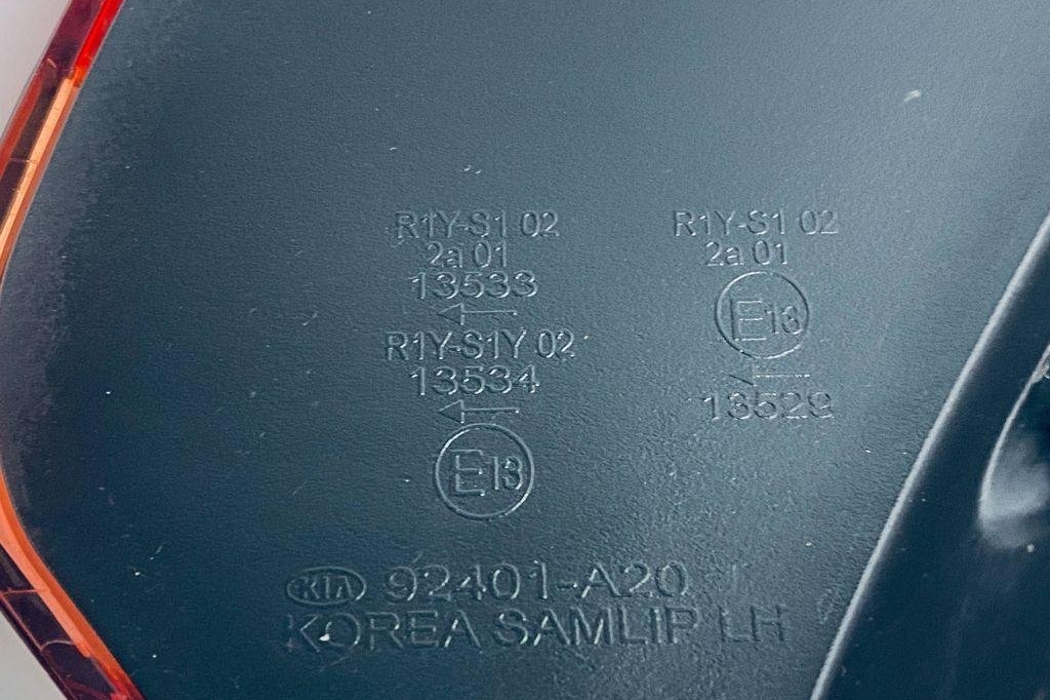 R1Y-S1 02
2a 01
13533
R1Y-S1Y 02
13534
E13
R1Y-S1 02
2a 01
E13
13529
KIA 92401-A20
KOREA SAMLIP LH